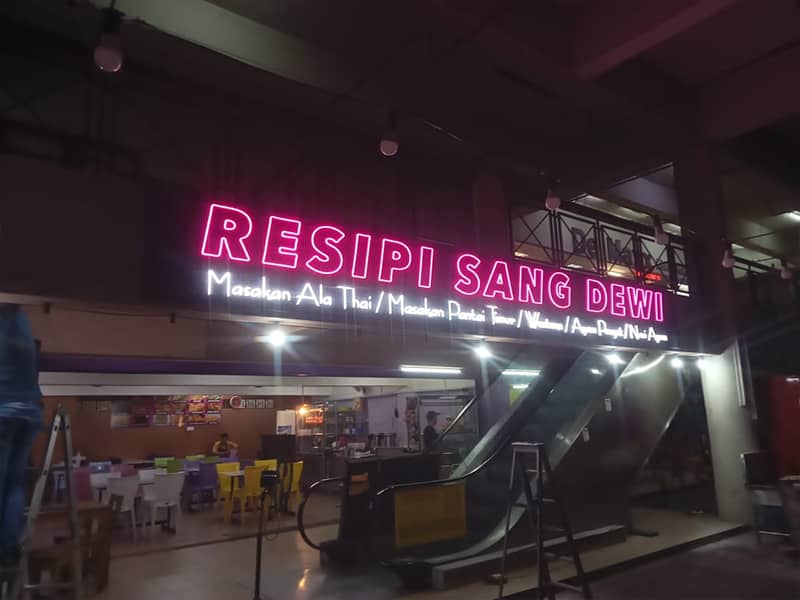 RESIPI SANG DEWI
Masakan Ala Thai / Masakan Pantai Timur / Western / Ayam Penyet / Nasi Ayam